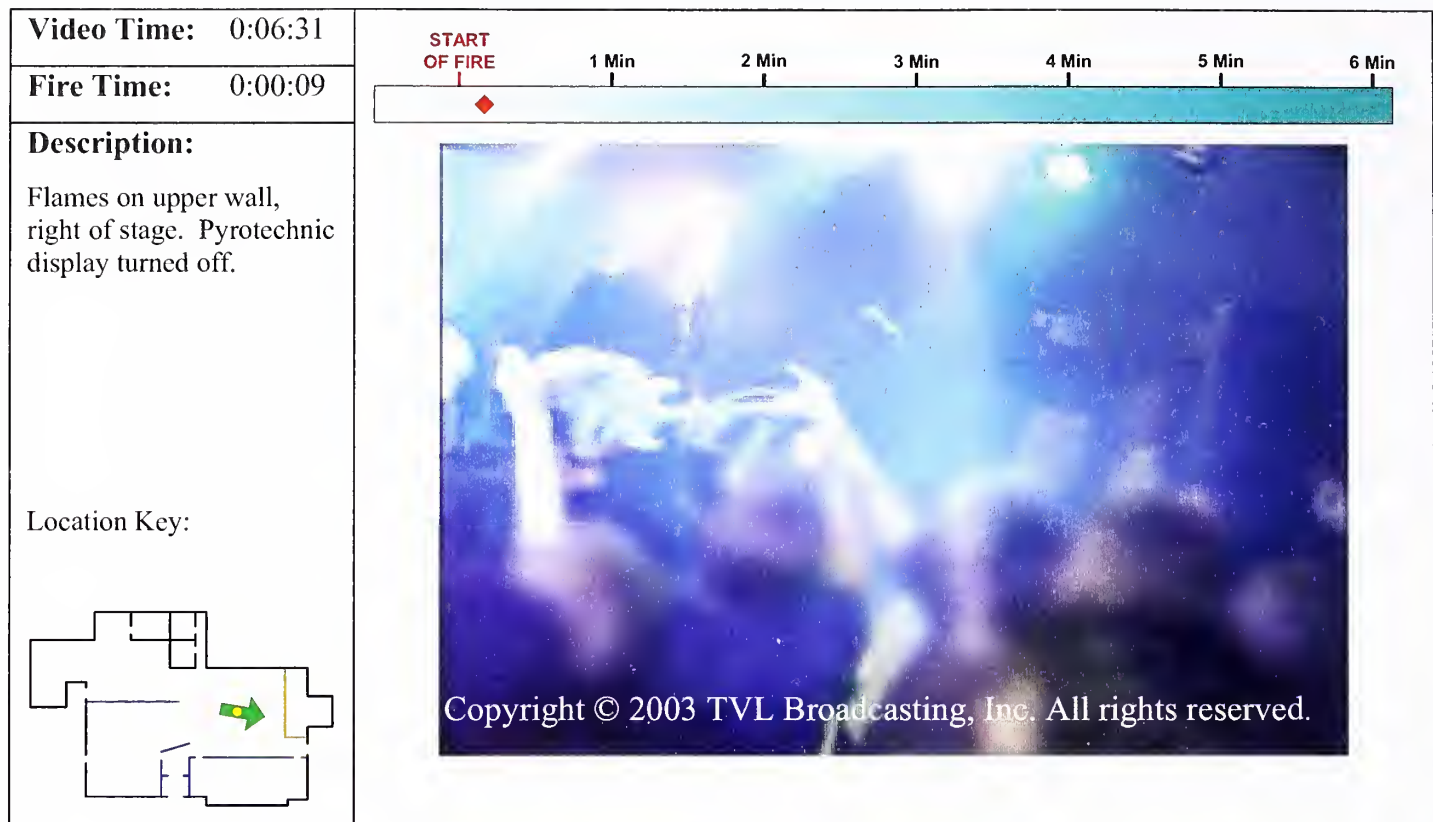 Video Time: 0:06:31
Fire Time: 0:00:09
Description:
Flames on upper wall,
right of stage. Pyrotechnic
display turned off.
Location Key:
START
OF FIRE
1 Min
2 Min
3 Min
4 Min
5 Min
6 Min
Copyright © 2003 TVL Broadcasting, Inc. All rights reserved.